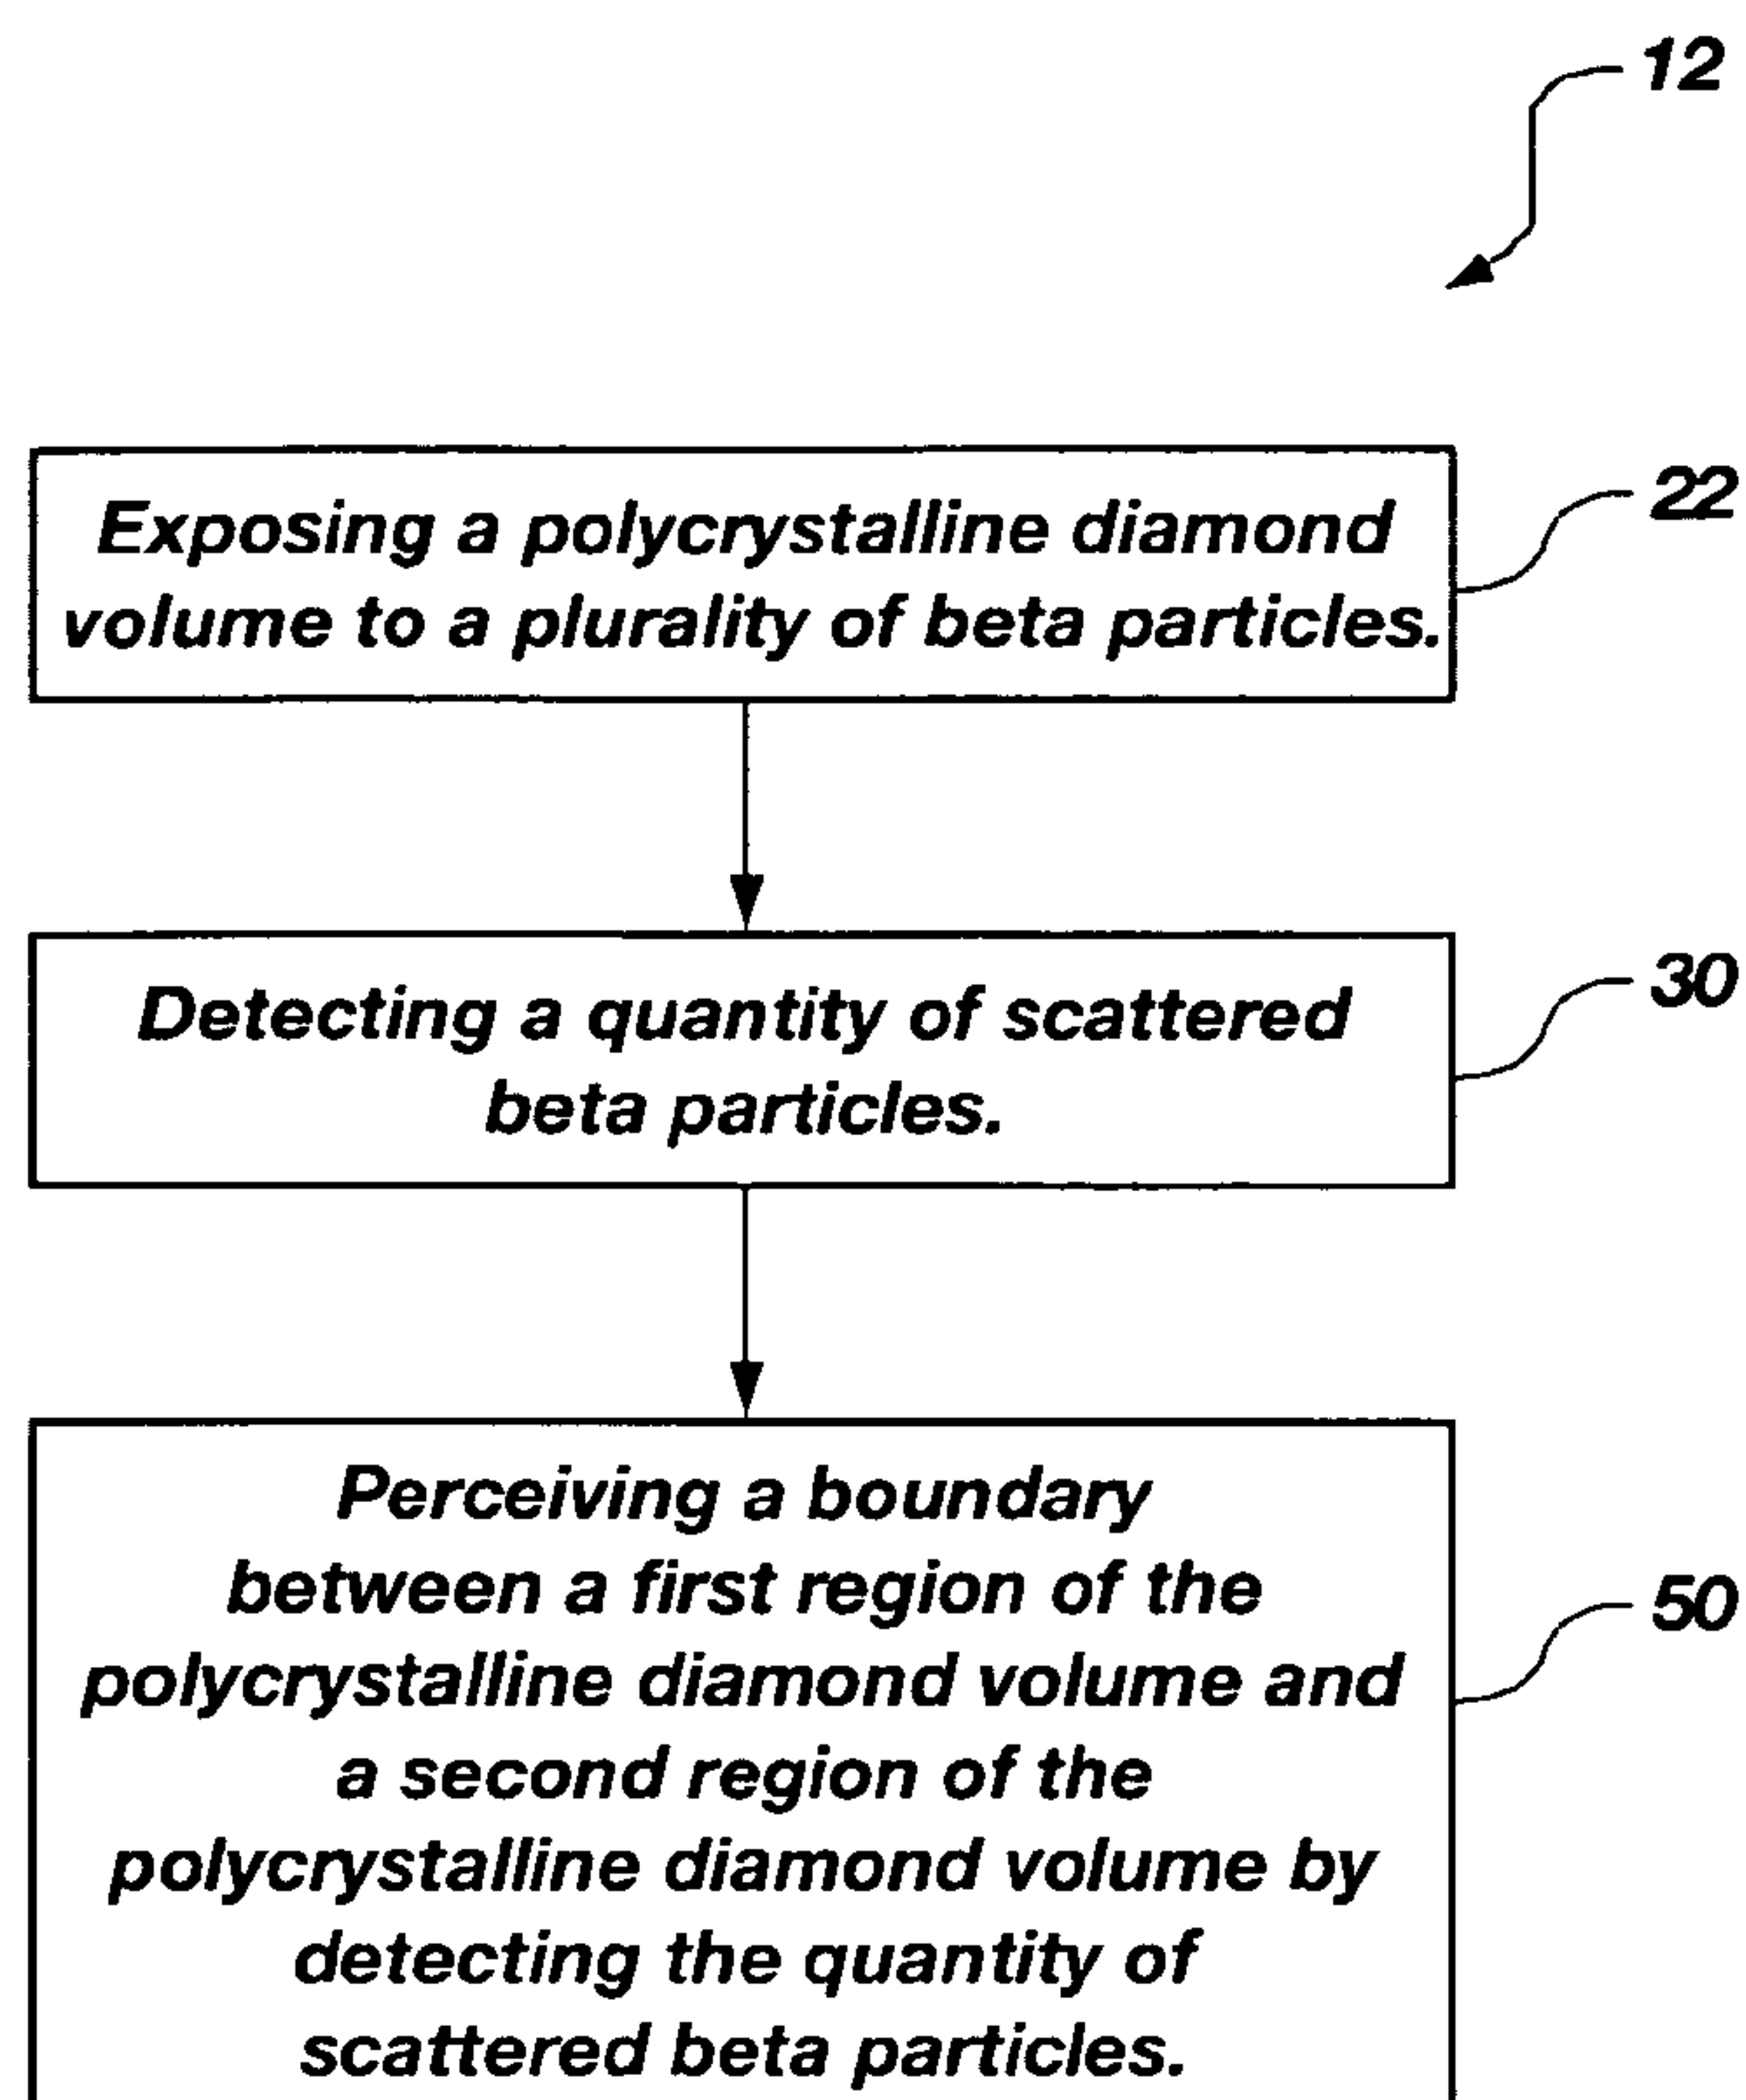 12
Exposing a polycrystalline diamond
volume to a plurality of beta particles.
22
Detecting a quantity of scattered
beta particles.
30
Perceiving a boundary
between a first region of the
polycrystalline diamond volume and
a second region of the
polycrystalline diamond volume by
detecting the quantity of
scattered beta particles.
50